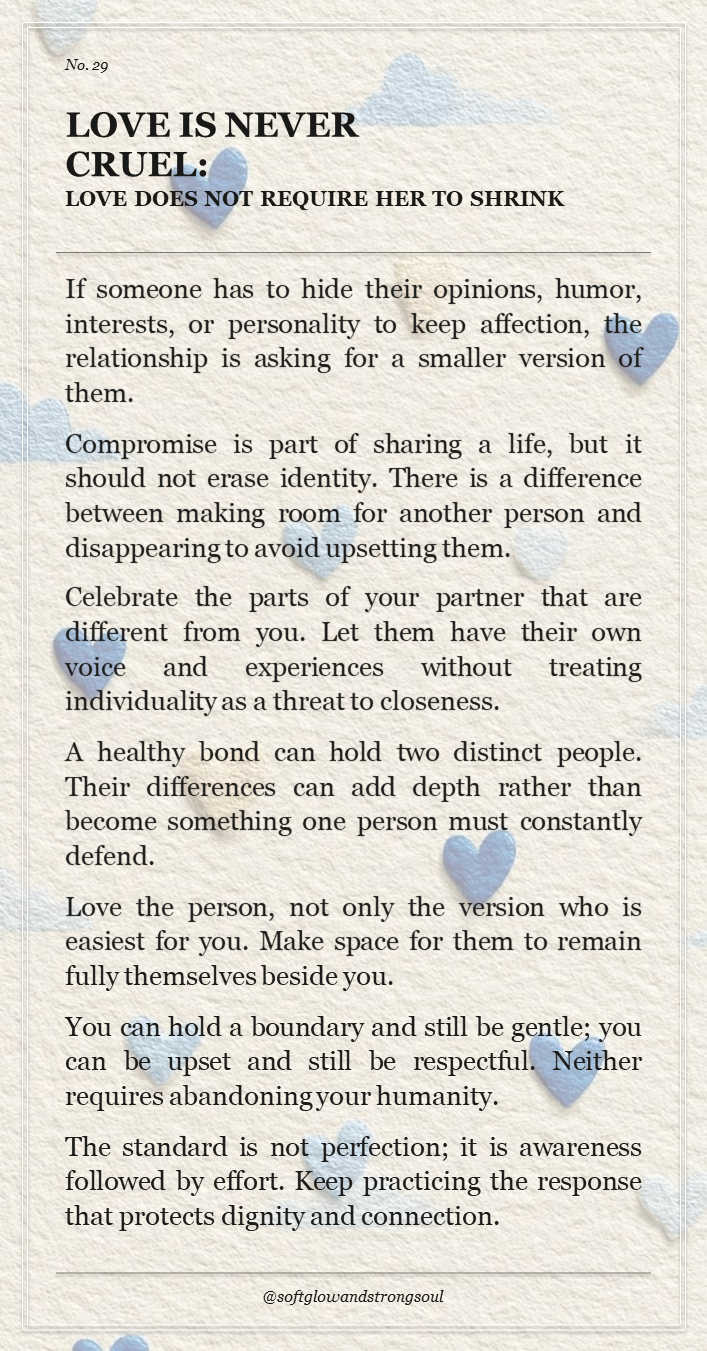 No. 29
LOVE IS NEVER
CRUEL:
LOVE DOES NOT REQUIRE HER TO SHRINK
If someone has to hide their opinions, humor,
interests, or personality to keep affection, the
relationship is asking for a smaller version of
them.
Compromise is part of sharing a life, but it
should not erase identity. There is a difference
between making room for another person and
disappearing to avoid upsetting them.
Celebrate the parts of your partner that are
different from you. Let them have their own
voice and experiences without treating
individuality as a threat to closeness.
A healthy bond can hold two distinct people.
Their differences can add depth rather than
become something one person must constantly
defend.
Love the person, not only the version who is
easiest for you. Make space for them to remain
fully themselves beside you.
You can hold a boundary and still be gentle; you
can be upset and still be respectful. Neither
requires abandoning your humanity.
The standard is not perfection; it is awareness
followed by effort. Keep practicing the response
that protects dignity and connection.
@softglowandstrongsoul